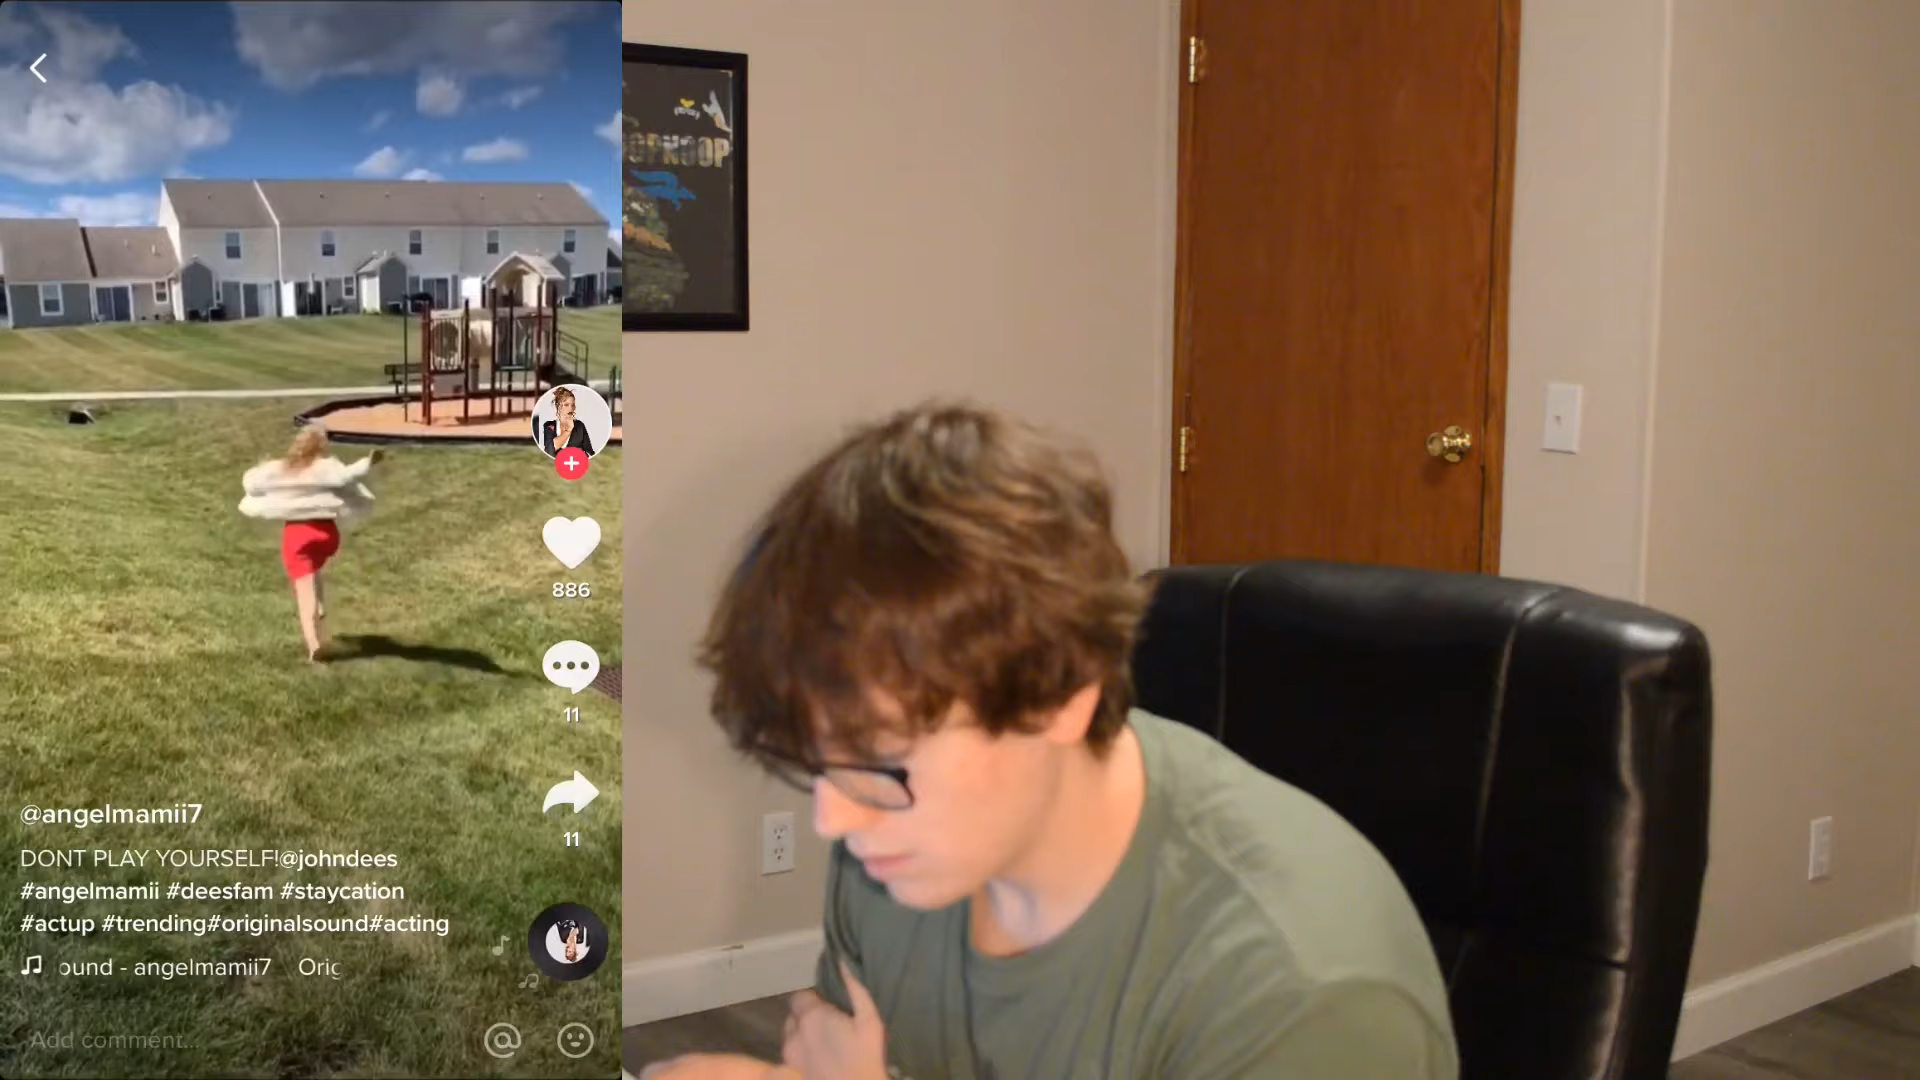 886
11
11
@angelmamii7
DONT PLAY YOURSELF!@johndees
#angelmamii #deesfam #staycation
#actup #trending#originalsound#acting
ound - angelmamii7 Orig
Add comment...